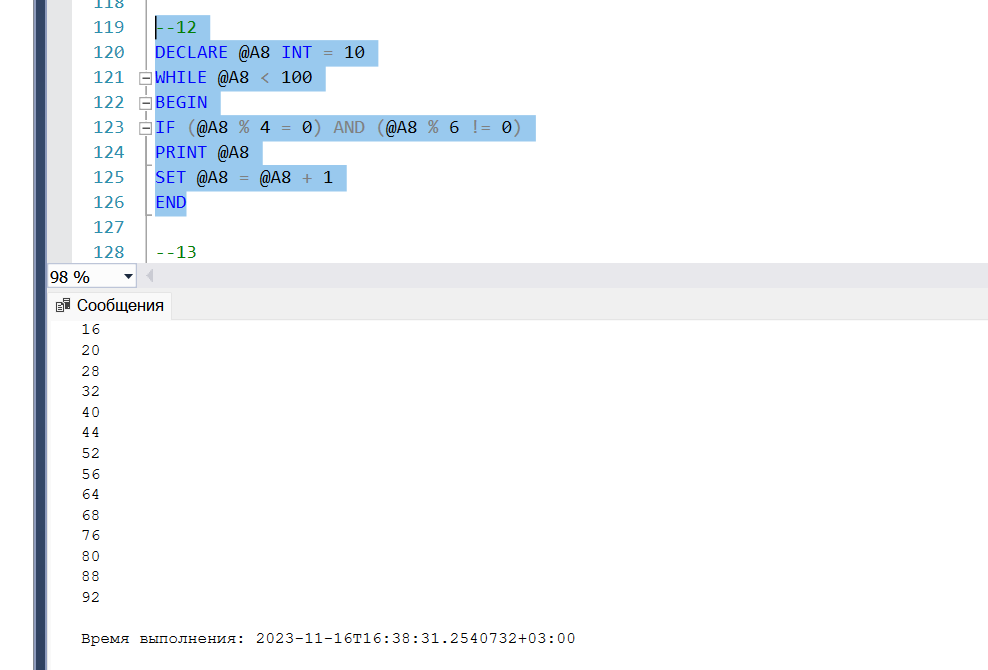 118
119 --12
120 DECLARE @A8 INT = 10
121 WHILE @A8 < 100
122 BEGIN
123 IF (@A8 % 4 = 0) AND (@A8 % 6 != 0)
124 PRINT @A8
125 SET @A8 = @A8 + 1
126 END
127
128 --13
98 %
Сообщения
16
20
28
32
40
44
52
56
64
68
76
80
88
92
Время выполнения: 2023-11-16T16:38:31.2540732+03:00